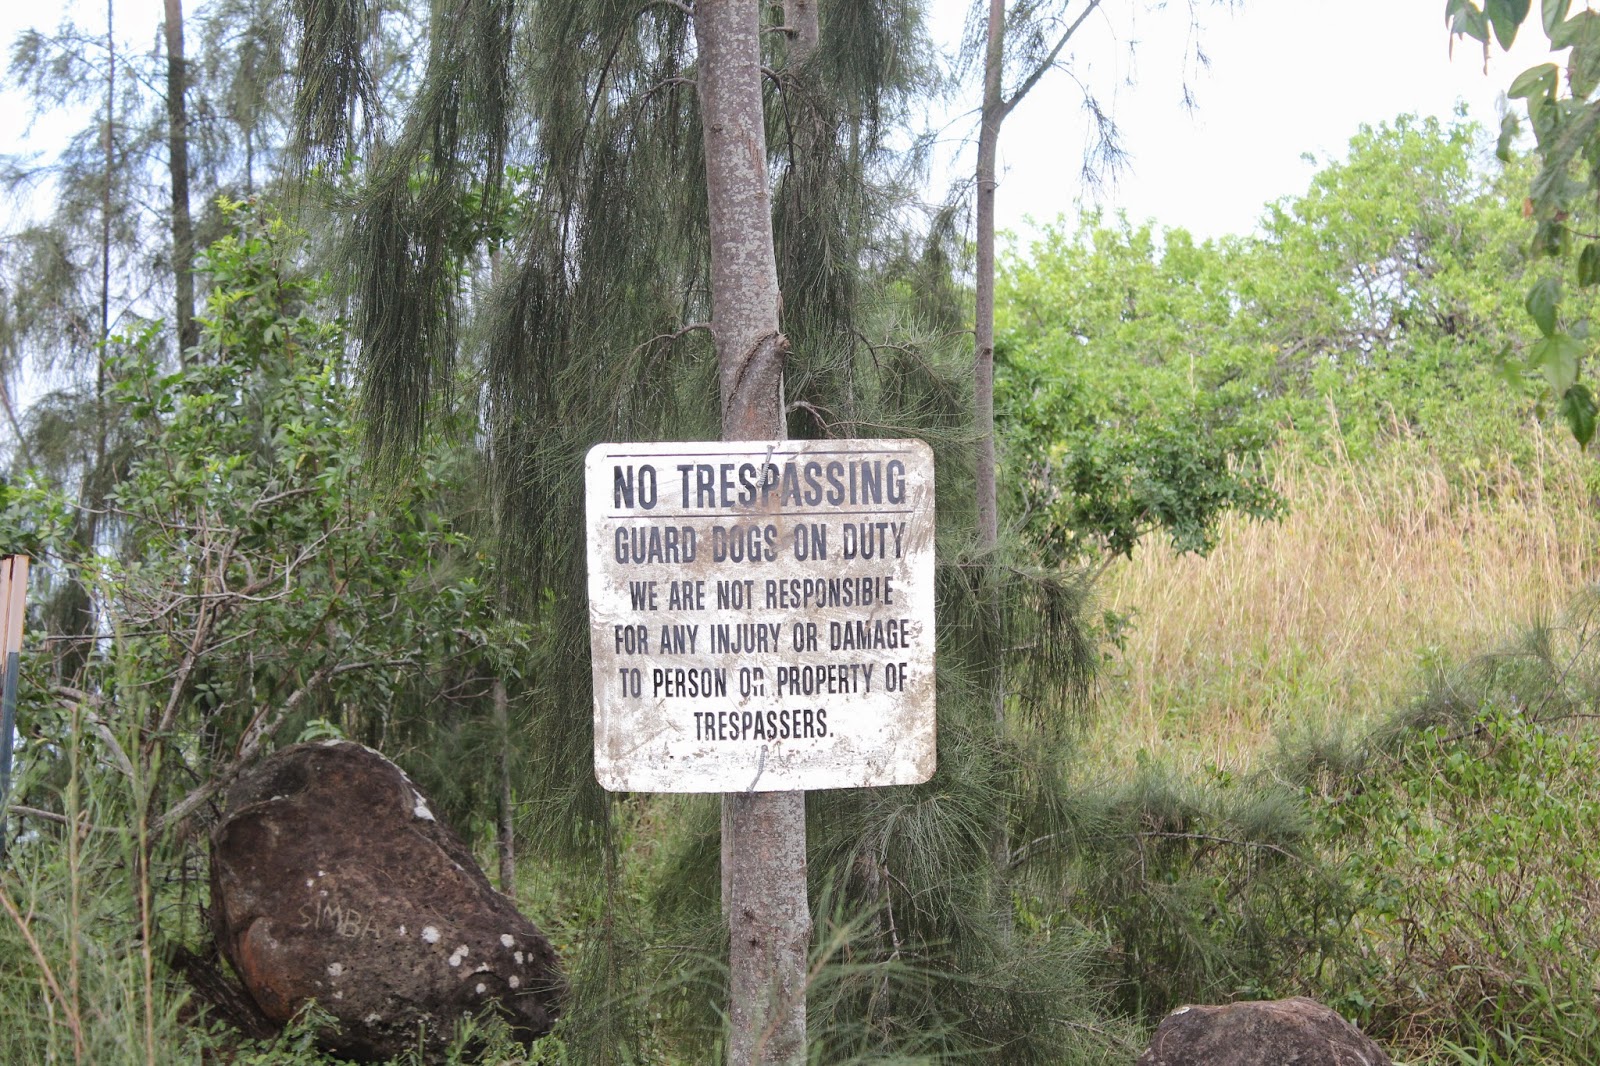 NO TRESPASSING
GUARD DOGS ON DUTY
WE ARE NOT RESPONSIBLE
FOR ANY INJURY OR DAMAGE
TO PERSON OR PROPERTY OF
TRESPASSERS.
SIMBA